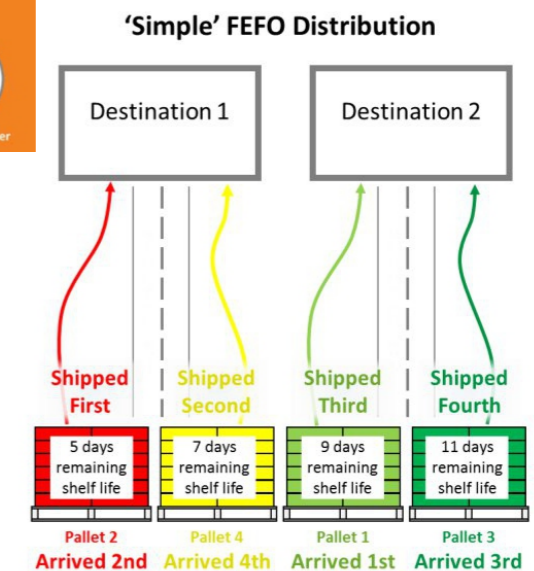 'Simple' FEFO Distribution
Destination 1
Destination 2
Shipped
First
Shipped
Second
Shipped
Third
Shipped
Fourth
5 days
remaining
shelf life
7 days
remaining
shelf life
9 days
remaining
shelf life
11 days
remaining
shelf life
Pallet 2
Arrived 2nd
Pallet 4
Arrived 4th
Pallet 1
Arrived 1st
Pallet 3
Arrived 3rd